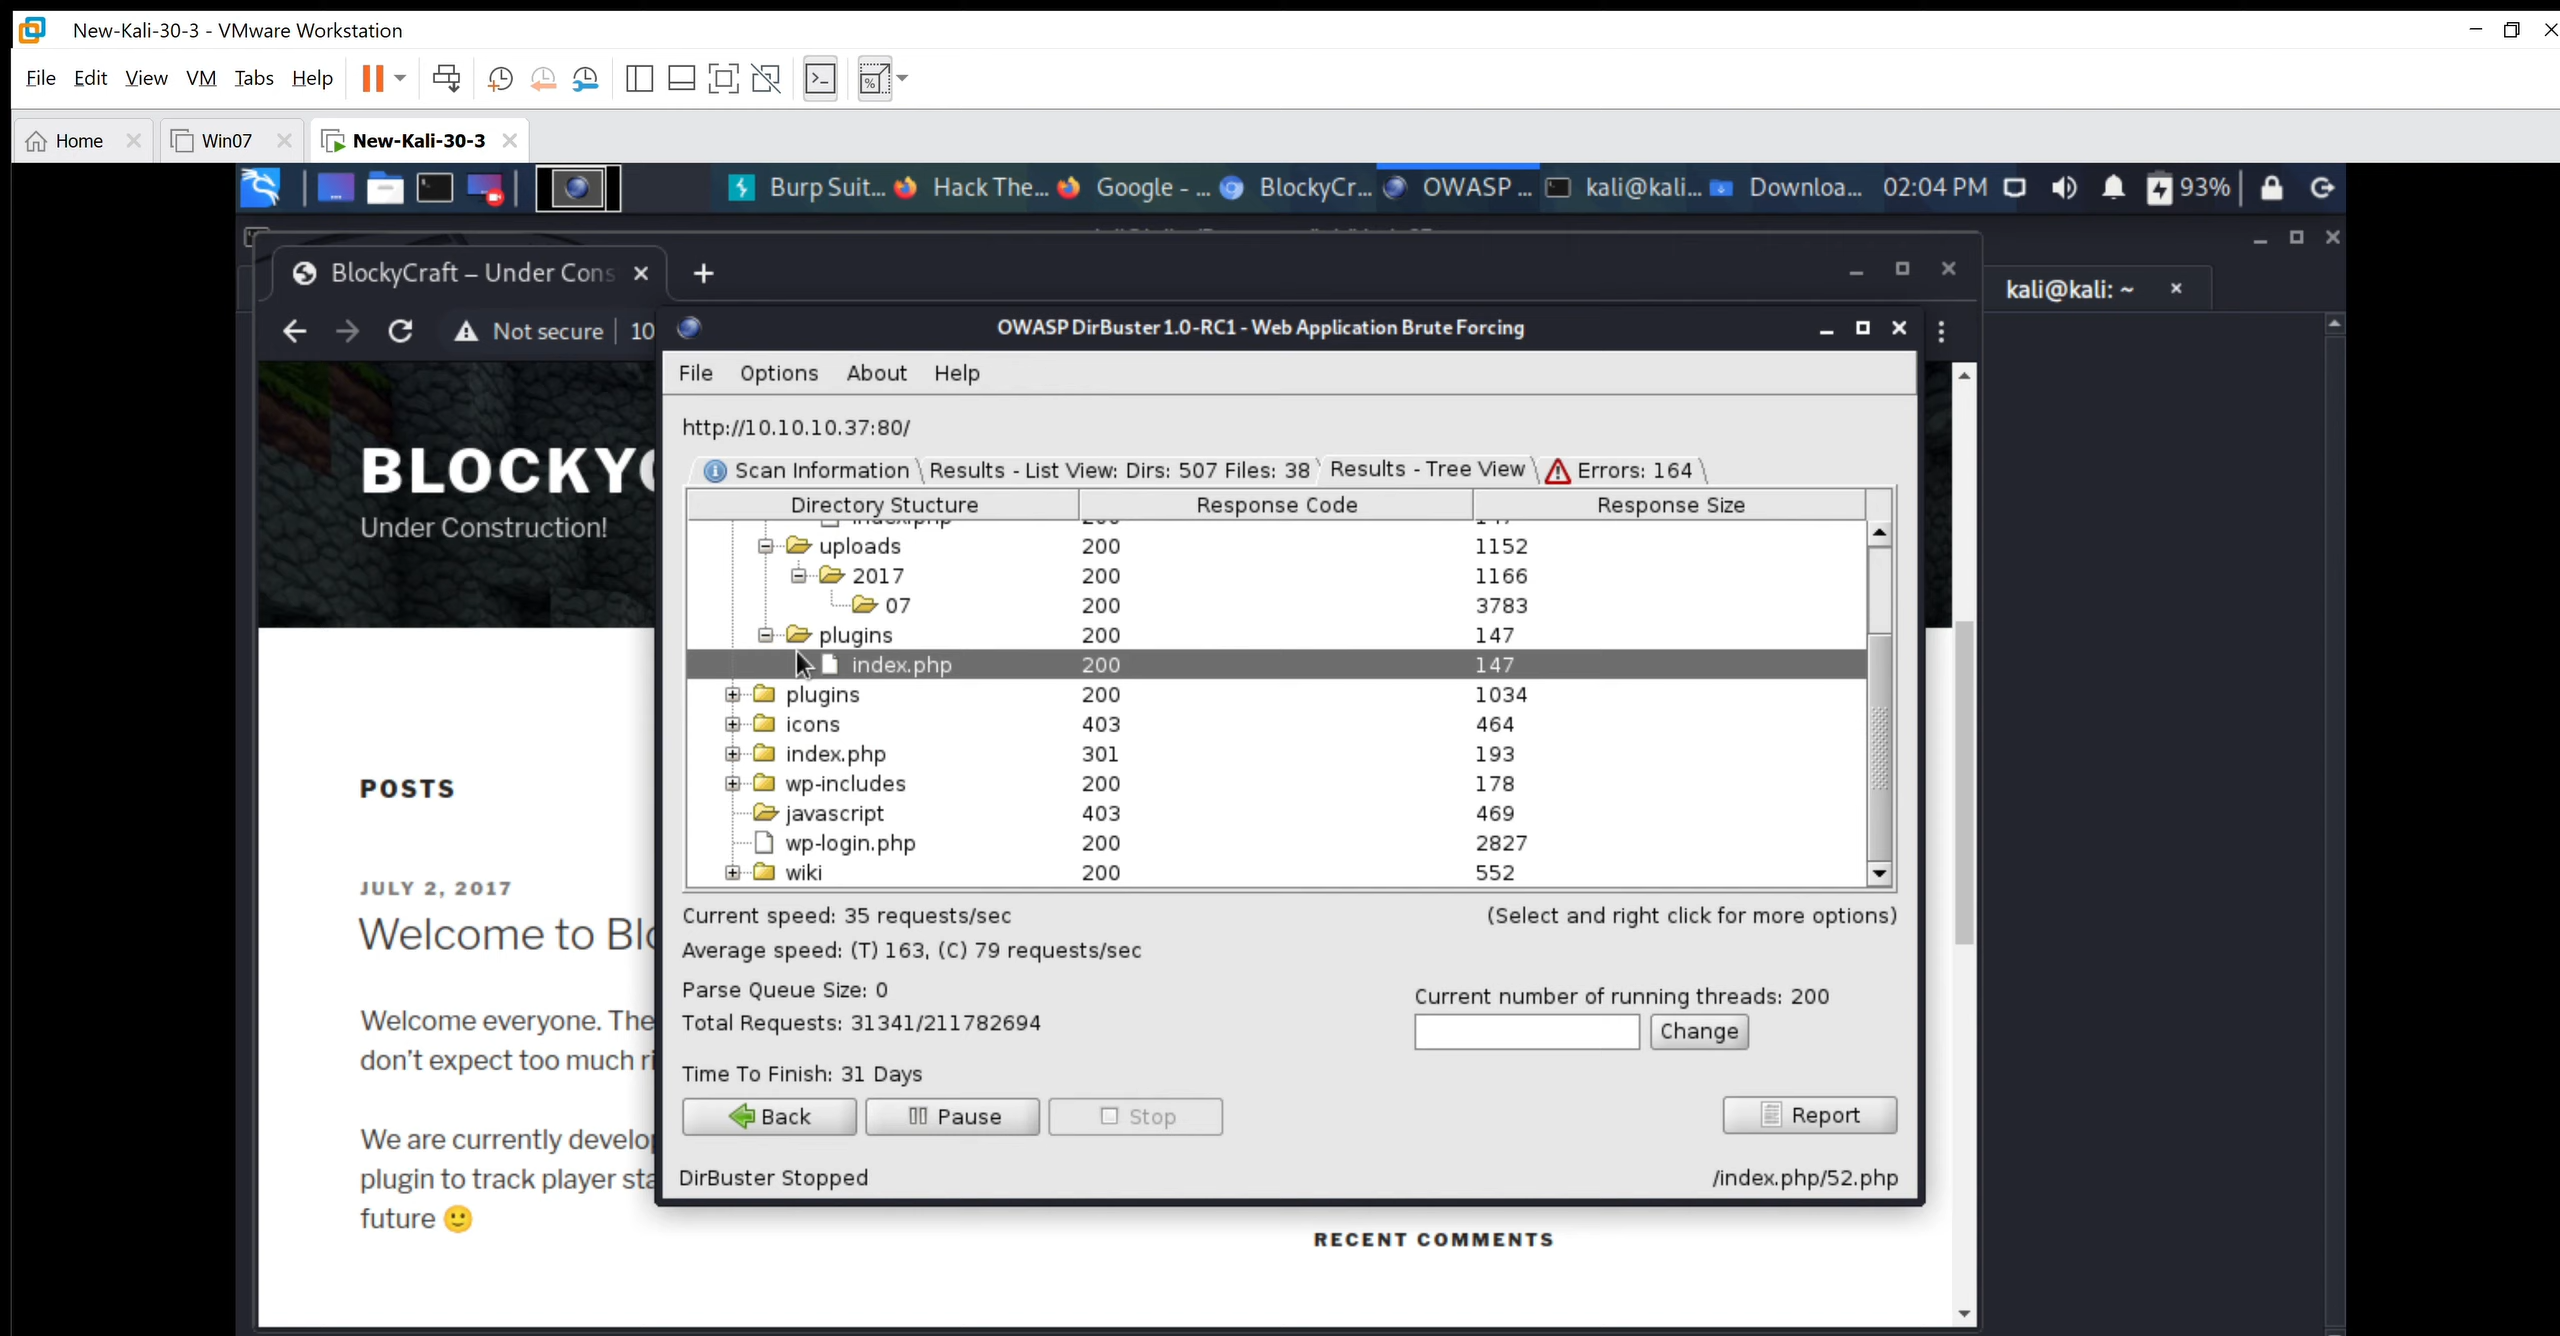 New-Kali-30-3 - VMware Workstation
File Edit View VM Tabs Help
Home Win07 New-Kali-30-3
Burp Suit... Hack The... Google - ... BlockyCr... OWASP ... kali@kali... Downloa... 02:04 PM 93%
BlockyCraft – Under Cons
kali@kali: ~
Not secure 10
OWASP DirBuster 1.0-RC1 - Web Application Brute Forcing
File Options About Help
http://10.10.10.37:80/
Scan Information Results - List View: Dirs: 507 Files: 38 Results - Tree View Errors: 164
Directory Stucture Response Code Response Size
uploads 200 1152
2017 200 1166
07 200 3783
plugins 200 147
index.php 200 147
plugins 200 1034
icons 403 464
index.php 301 193
wp-includes 200 178
javascript 403 469
wp-login.php 200 2827
wiki 200 552
Current speed: 35 requests/sec (Select and right click for more options)
Average speed: (T) 163, (C) 79 requests/sec
Parse Queue Size: 0
Current number of running threads: 200
Total Requests: 31341/211782694
Change
Time To Finish: 31 Days
Back Pause Stop Report
DirBuster Stopped /index.php/52.php
BLOCKY
Under Construction!
POSTS
JULY 2, 2017
Welcome to Blo
Welcome everyone. The
don't expect too much ri
We are currently develop
plugin to track player sta
future
RECENT COMMENTS